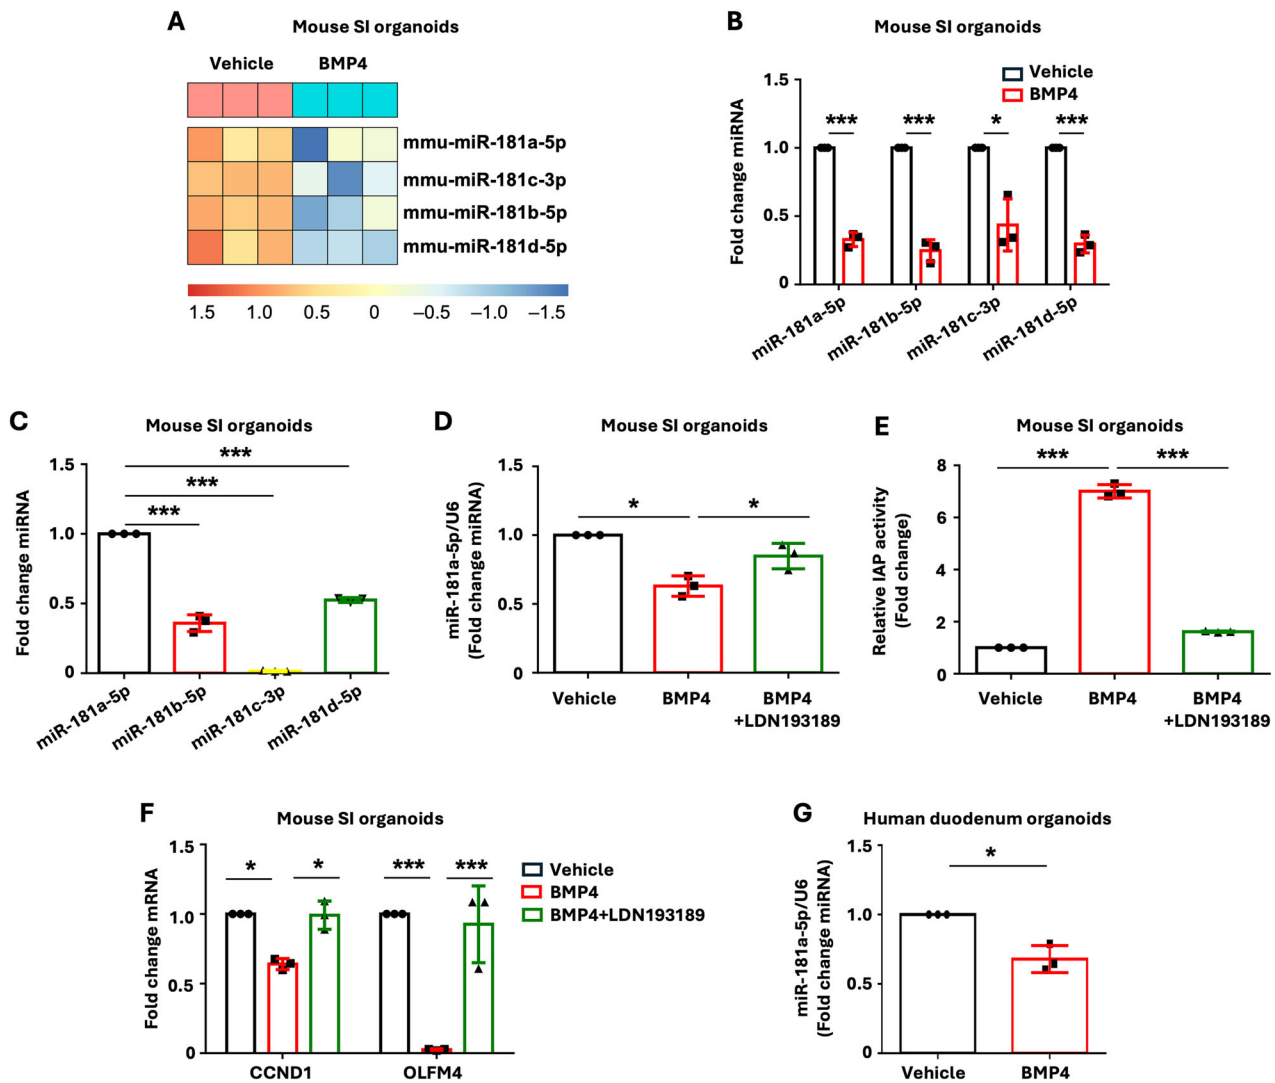 A
Mouse SI organoids
Vehicle BMP4
mmu-miR-181a-5p
mmu-miR-181c-3p
mmu-miR-181b-5p
mmu-miR-181d-5p
1.5 1.0 0.5 0 −0.5 −1.0 −1.5
B
Mouse SI organoids
Vehicle
BMP4
Fold change miRNA
1.5
1.0
0.5
0
*** *** * ***
miR-181a-5p miR-181b-5p miR-181c-3p miR-181d-5p
C
Mouse SI organoids
Fold change miRNA
1.5
1.0
0.5
0
***
***
***
miR-181a-5p miR-181b-5p miR-181c-3p miR-181d-5p
D
Mouse SI organoids
miR-181a-5p/U6
(Fold change miRNA)
1.5
1.0
0.5
0
* *
Vehicle BMP4 BMP4
+LDN193189
E
Mouse SI organoids
Relative IAP activity
(Fold change)
8
6
4
2
0
*** ***
Vehicle BMP4 BMP4
+LDN193189
F
Mouse SI organoids
Fold change mRNA
1.5
1.0
0.5
0
* * *** ***
CCND1 OLFM4
Vehicle
BMP4
BMP4+LDN193189
G
Human duodenum organoids
miR-181a-5p/U6
(Fold change miRNA)
1.5
1.0
0.5
0
*
Vehicle BMP4